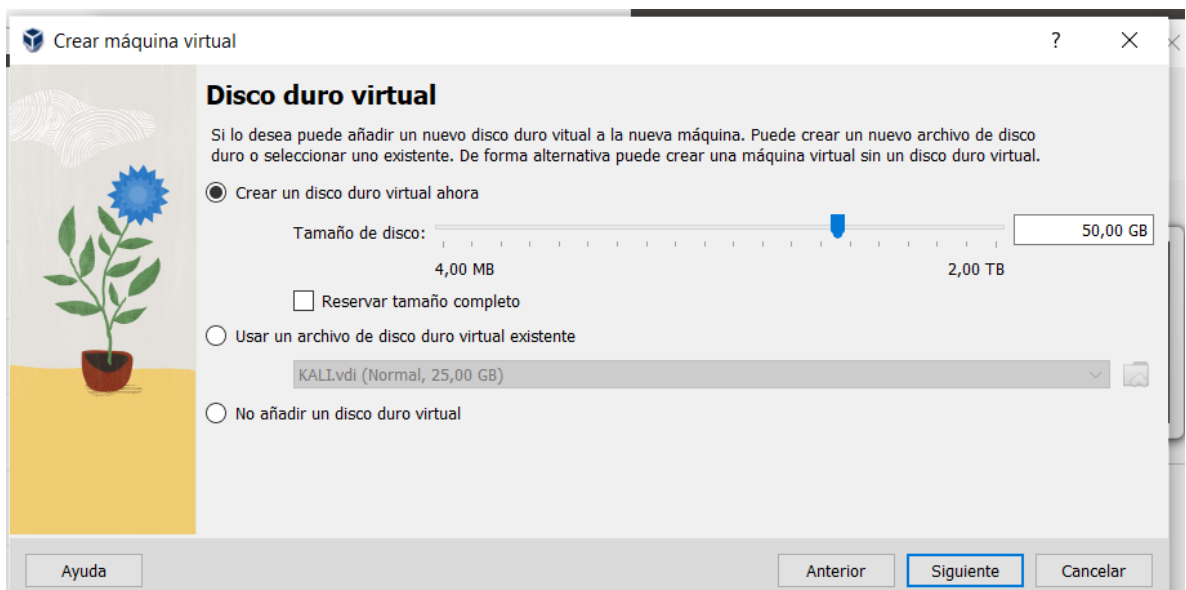 Crear máquina virtual
?
Disco duro virtual
Si lo desea puede añadir un nuevo disco duro vitual a la nueva máquina. Puede crear un nuevo archivo de disco
duro o seleccionar uno existente. De forma alternativa puede crear una máquina virtual sin un disco duro virtual.
Crear un disco duro virtual ahora
Tamaño de disco: 50,00 GB
4,00 MB 2,00 TB
Reservar tamaño completo
Usar un archivo de disco duro virtual existente
KALI.vdi (Normal, 25,00 GB)
No añadir un disco duro virtual
Ayuda Anterior Siguiente Cancelar